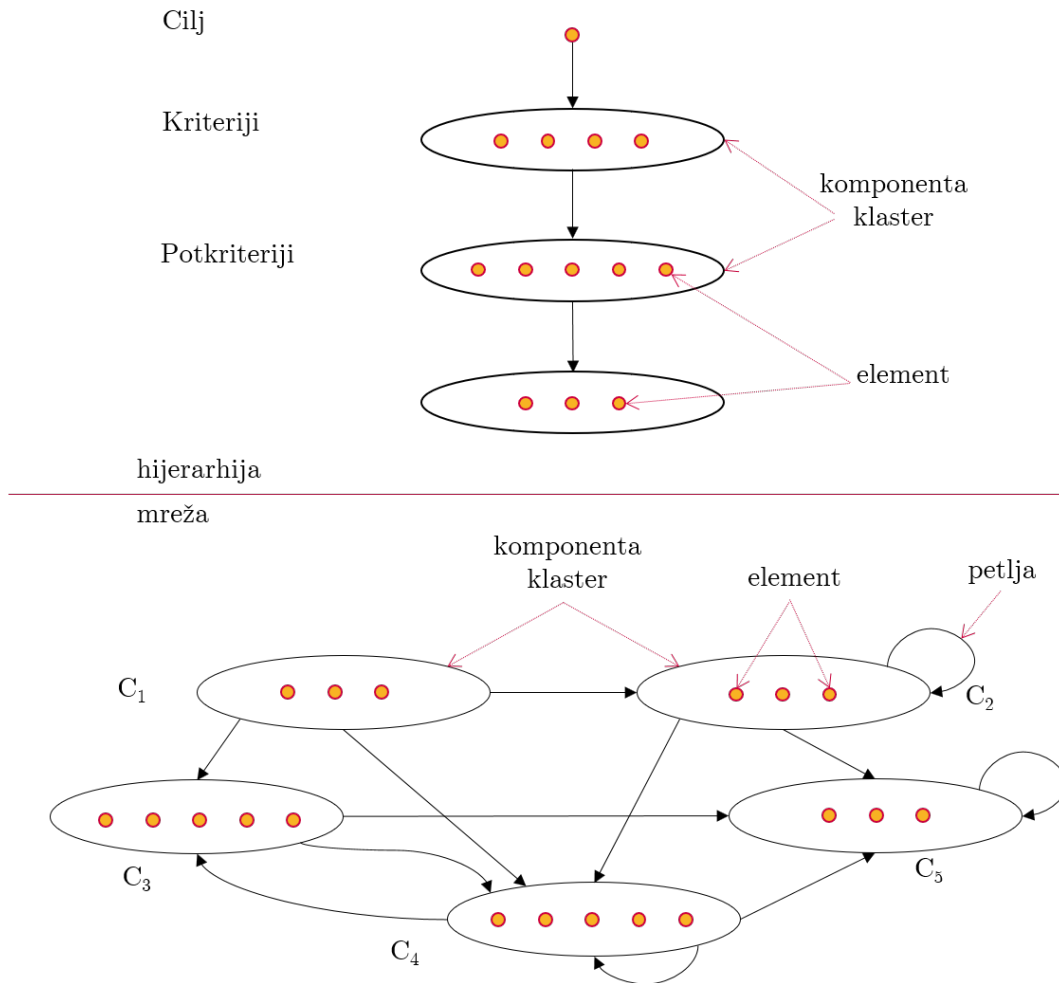 Cilj
Kriteriji
komponenta
klaster
Potkriteriji
element
hijerarhija
mreža
komponenta
klaster
element
petlja
C1
C2
C3
C5
C4